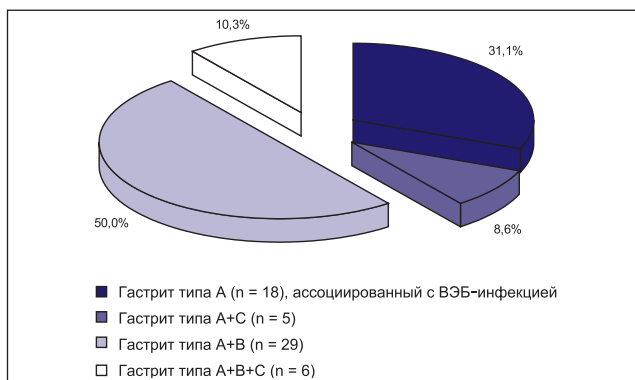 10,3%
31,1%
50,0%
8,6%
Гастрит типа А (n = 18), ассоциированный с ВЭБ-инфекцией
Гастрит типа А+С (n = 5)
Гастрит типа А+В (n = 29)
Гастрит типа А+В+С (n = 6)